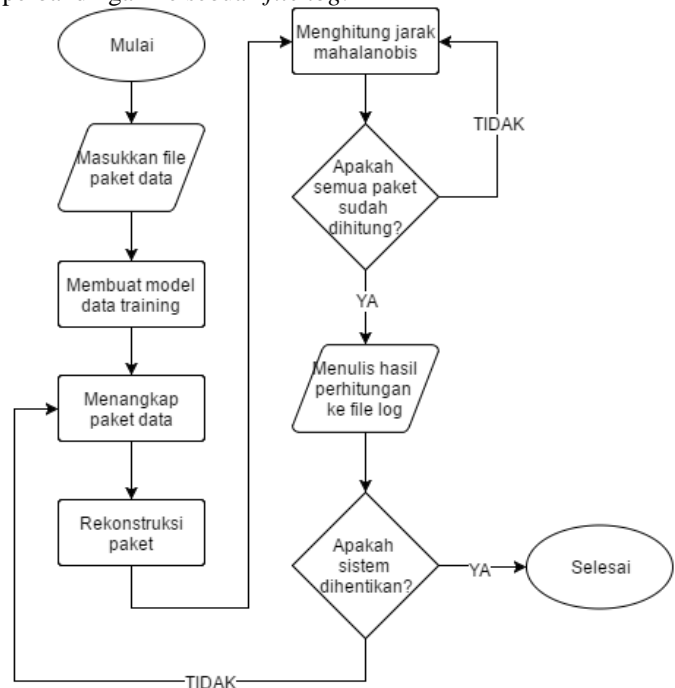 Mulai
Masukkan file
paket data
Membuat model
data training
Menangkap
paket data
Rekonstruksi
paket
Menghitung jarak
mahalanobis
TIDAK
Apakah
semua paket
sudah
dihitung?
YA
Menulis hasil
perhitungan
ke file log
Apakah
sistem
dihentikan?
YA
Selesai
TIDAK